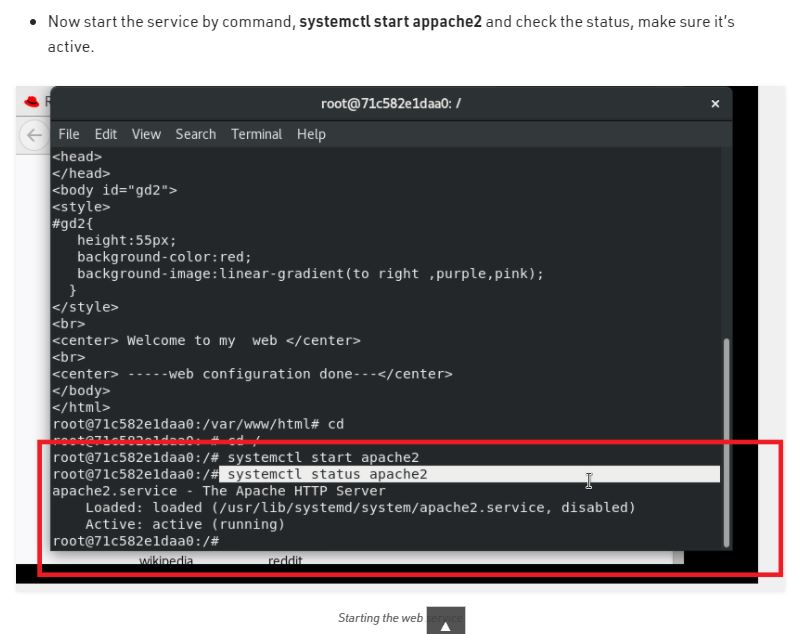 Now start the service by command, systemctl start appache2 and check the status, make sure it's
active.
root@71c582e1daa0: /
×
File Edit View Search Terminal Help
<head>
</head>
<body id="gd2">
<style>
#gd2{
height:55px;
background-color:red;
background-image:linear-gradient(to right ,purple,pink);
}
</style>
<br>
<center> Welcome to my  web </center>
<br>
<center> -----web configuration done---</center>
</body>
</html>
root@71c582e1daa0:/var/www/html# cd
root@71c582e1daa0:~# cd /
root@71c582e1daa0:/# systemctl start apache2
root@71c582e1daa0:/# systemctl status apache2
apache2.service - The Apache HTTP Server
Loaded: loaded (/usr/lib/systemd/system/apache2.service, disabled)
Active: active (running)
root@71c582e1daa0:/#
wikipedia reddit
Starting the web